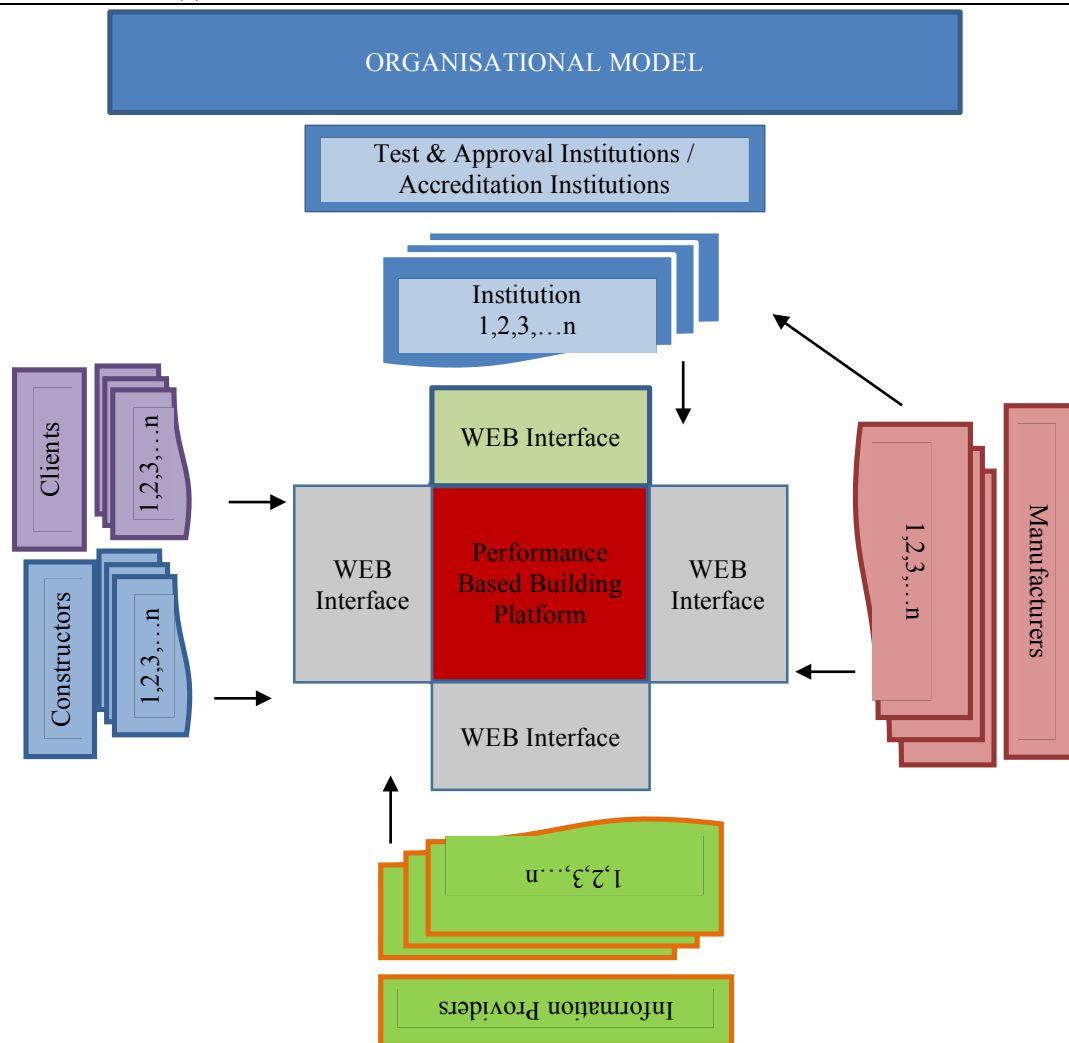 ORGANISATIONAL MODEL
Test & Approval Institutions /
Accreditation Institutions
Institution
1,2,3,…n
Clients
1,2,3,…n
Constructors
1,2,3,…n
WEB Interface
WEB
Interface
Performance
Based Building
Platform
WEB
Interface
WEB Interface
1,2,3,…n
Manufacturers
1,2,3,…n
Information Providers